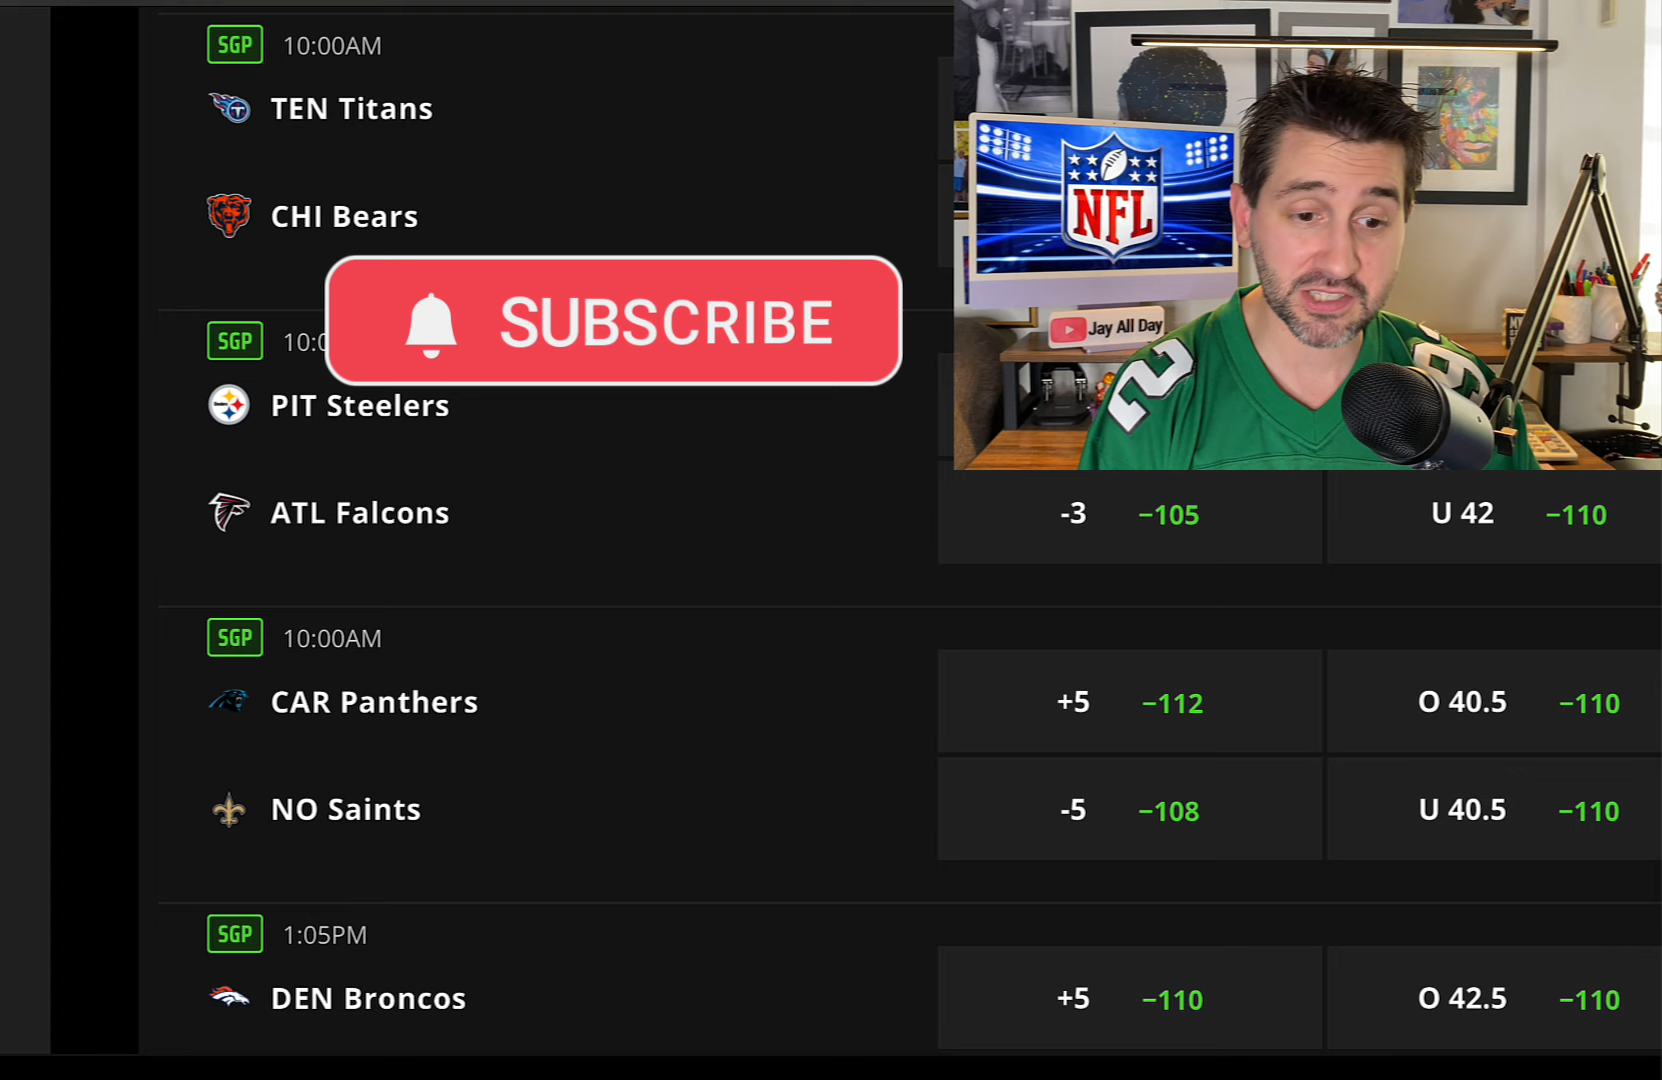 SGP 10:00AM
TEN Titans
CHI Bears
SUBSCRIBE
SGP 10:0
PIT Steelers
ATL Falcons -3 −105 U 42 −110
SGP 10:00AM
CAR Panthers +5 −112 O 40.5 −110
NO Saints -5 −108 U 40.5 −110
SGP 1:05PM
DEN Broncos +5 −110 O 42.5 −110
NFL
Jay All Day
2